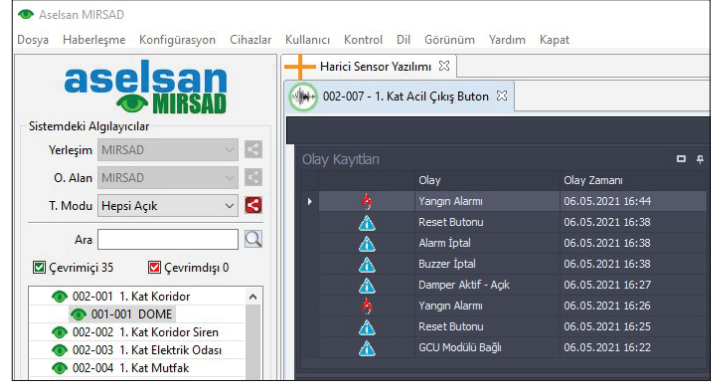 Aselsan MIRSAD
Dosya Haberleşme Konfigürasyon Cihazlar Kullanıcı Kontrol Dil Görünüm Yardım Kapat
aselsan
MIRSAD
Sistemdeki Algılayıcılar
Yerleşim MIRSAD
O. Alan MIRSAD
T. Modu Hepsi Açık
Ara
Çevrimiçi 35 Çevrimdışı 0
002-001 1. Kat Koridor
001-001 DOME
002-002 1. Kat Koridor Siren
002-003 1. Kat Elektrik Odası
002-004 1. Kat Mutfak
Harici Sensor Yazılımı
002-007 - 1. Kat Acil Çıkış Buton
Olay Kayıtları
Olay Olay Zamanı
Yangın Alarmı 06.05.2021 16:44
Reset Butonu 06.05.2021 16:38
Alarm İptal 06.05.2021 16:38
Buzzer İptal 06.05.2021 16:38
Damper Aktif - Açık 06.05.2021 16:27
Yangın Alarmı 06.05.2021 16:26
Reset Butonu 06.05.2021 16:25
GCU Modülü Bağlı 06.05.2021 16:22